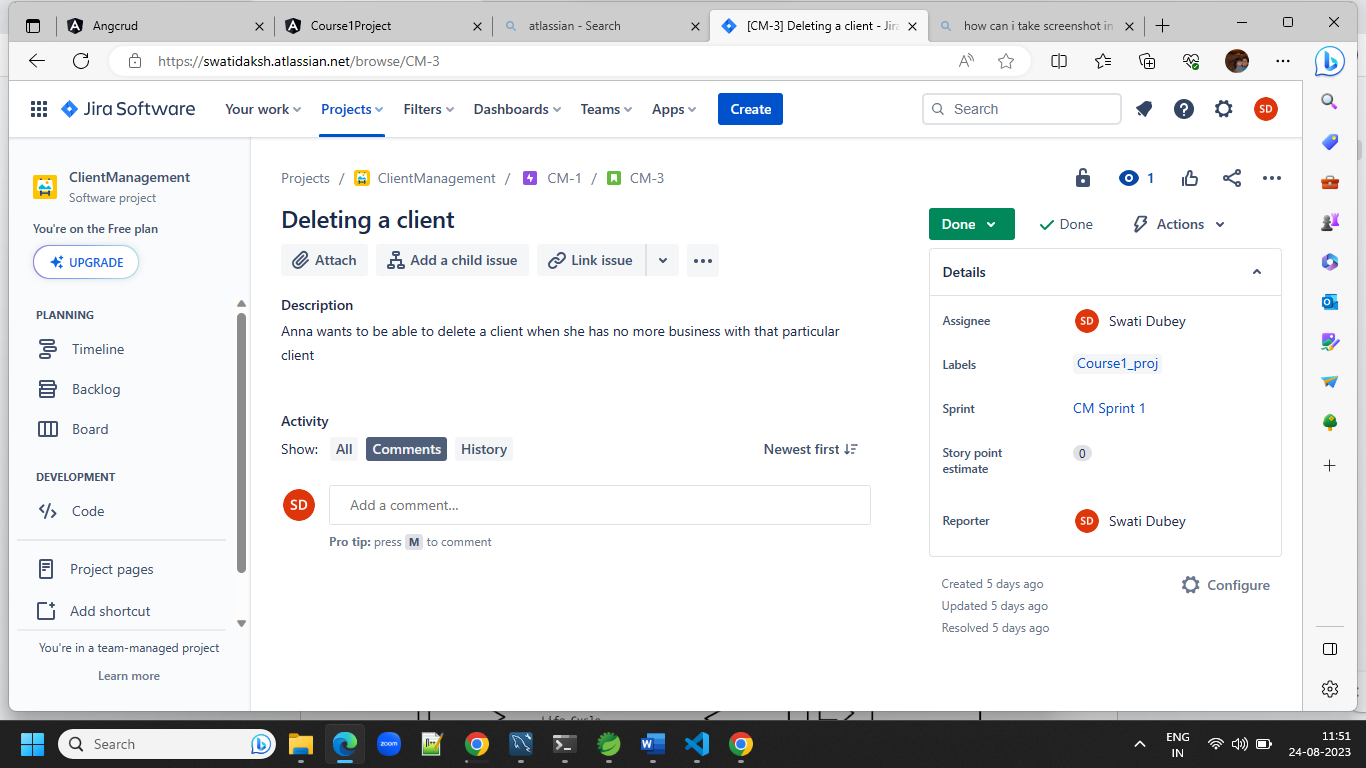 Angcrud
Course1Project
atlassian - Search
[CM-3] Deleting a client - Jira
how can i take screenshot in
https://swatidaksh.atlassian.net/browse/CM-3
Jira Software
Your work
Projects
Filters
Dashboards
Teams
Apps
Create
Search
SD
ClientManagement
Software project
You're on the Free plan
UPGRADE
PLANNING
Timeline
Backlog
Board
DEVELOPMENT
Code
Project pages
Add shortcut
You're in a team-managed project
Learn more
Projects / ClientManagement / CM-1 / CM-3
1
Deleting a client
Attach
Add a child issue
Link issue
Description
Anna wants to be able to delete a client when she has no more business with that particular
client
Activity
Show: All Comments History
Newest first
SD
Add a comment...
Pro tip: press M to comment
Done
Done
Actions
Details
Assignee
SD Swati Dubey
Labels
Course1_proj
Sprint
CM Sprint 1
Story point
estimate
0
Reporter
SD Swati Dubey
Created 5 days ago
Updated 5 days ago
Resolved 5 days ago
Configure
Search
zoom
ENG
IN
11:51
24-08-2023